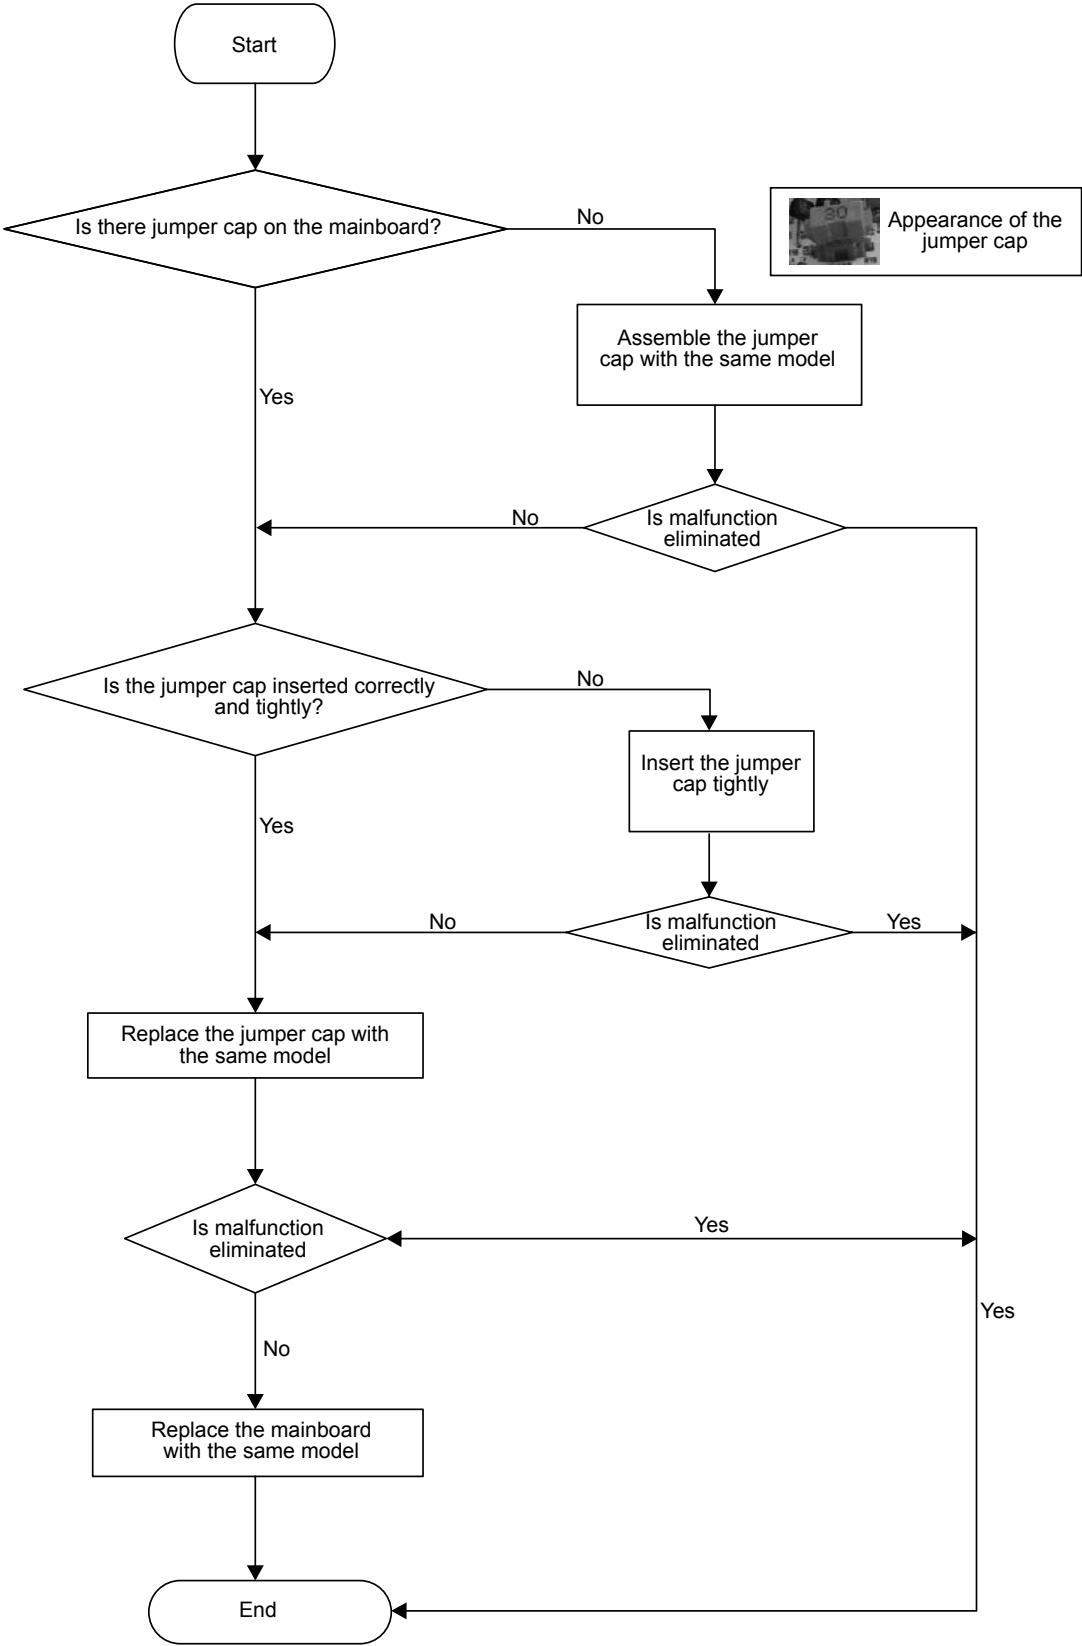 Start
Is there jumper cap on the mainboard?
No
30
Appearance of the
jumper cap
Assemble the jumper
cap with the same model
Yes
No
Is malfunction
eliminated
Is the jumper cap inserted correctly
and tightly?
No
Insert the jumper
cap tightly
Yes
No
Is malfunction
eliminated
Yes
Replace the jumper cap with
the same model
Is malfunction
eliminated
Yes
Yes
No
Replace the mainboard
with the same model
End